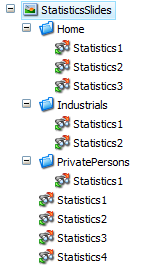 StatisticsSlides
Home
Statistics1
Statistics2
Statistics3
Industrials
Statistics1
Statistics2
PrivatePersons
Statistics1
Statistics1
Statistics2
Statistics3
Statistics4